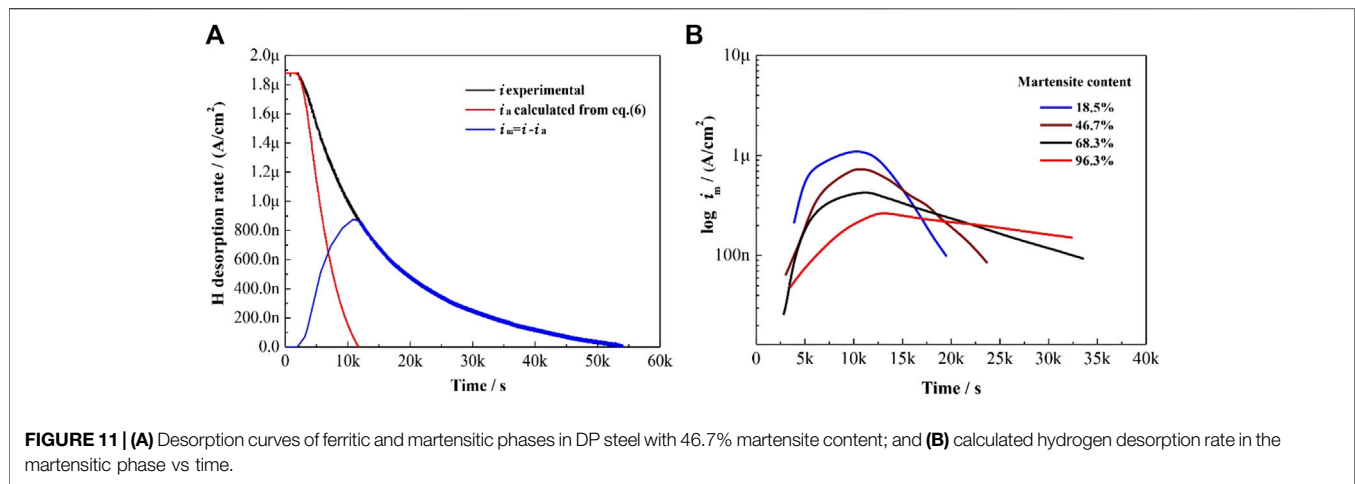 A
2.0μ
1.8μ
1.6μ
1.4μ
1.2μ
1.0μ
800.0n
600.0n
400.0n
200.0n
0.0
H desorption rate / (A/cm²)
i experimental
i a calculated from eq.(6)
i m=i -i a
0 10k 20k 30k 40k 50k 60k
Time / s
B
10μ
1μ
100n
log i m / (A/cm²)
Martensite content
18.5%
46.7%
68.3%
96.3%
0 5k 10k 15k 20k 25k 30k 35k 40k
Time / s
FIGURE 11 | (A) Desorption curves of ferritic and martensitic phases in DP steel with 46.7% martensite content; and (B) calculated hydrogen desorption rate in the
martensitic phase vs time.